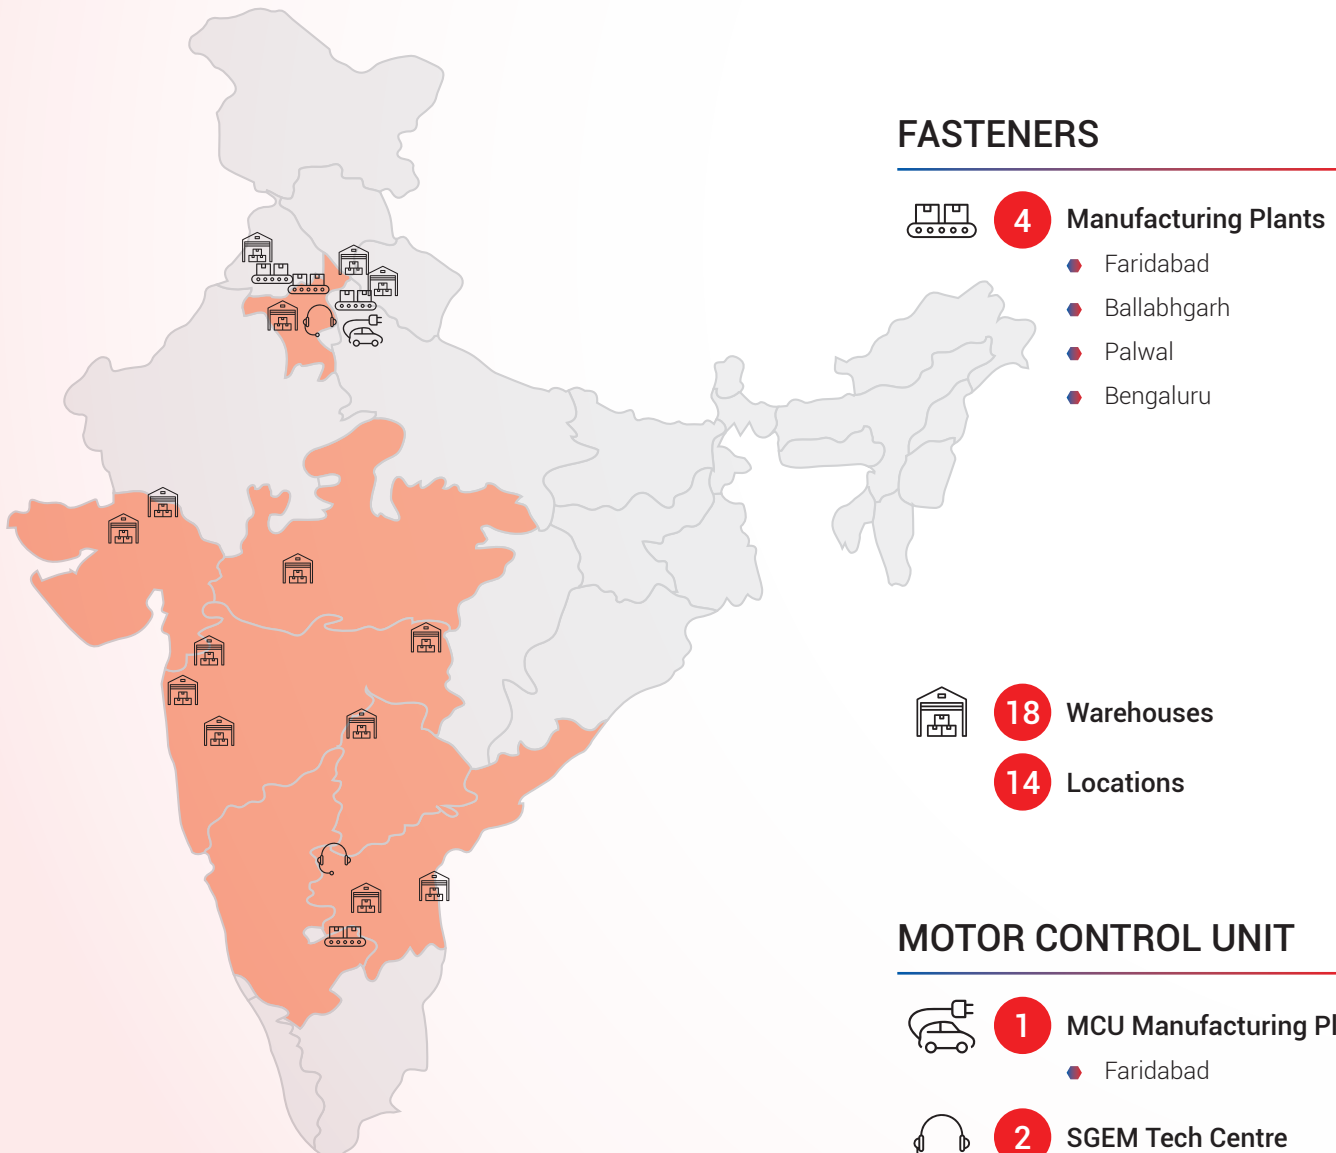 FASTENERS
4 Manufacturing Plants
Faridabad
Ballabhgarh
Palwal
Bengaluru
18 Warehouses
14 Locations
MOTOR CONTROL UNIT
1 MCU Manufacturing
Faridabad
2 SGEM Tech Centre